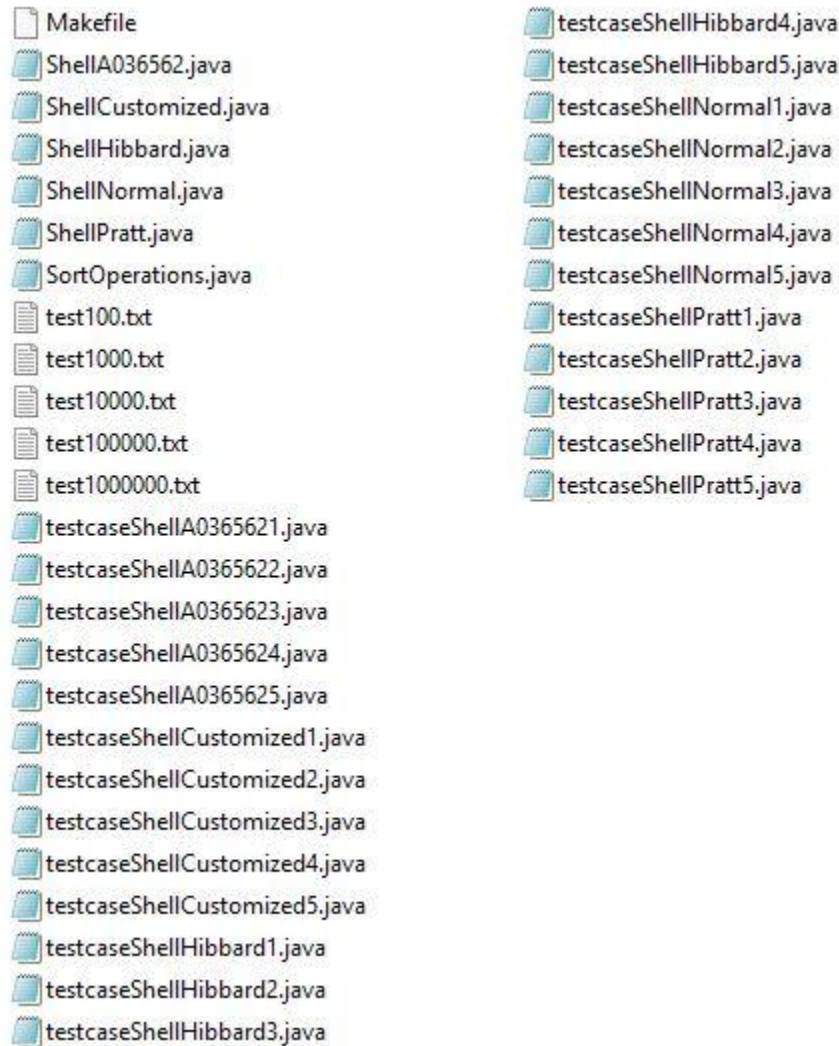 Makefile
ShellA036562.java
ShellCustomized.java
ShellHibbard.java
ShellNormal.java
ShellPratt.java
SortOperations.java
test100.txt
test1000.txt
test10000.txt
test100000.txt
test1000000.txt
testcaseShellA0365621.java
testcaseShellA0365622.java
testcaseShellA0365623.java
testcaseShellA0365624.java
testcaseShellA0365625.java
testcaseShellCustomized1.java
testcaseShellCustomized2.java
testcaseShellCustomized3.java
testcaseShellCustomized4.java
testcaseShellCustomized5.java
testcaseShellHibbard1.java
testcaseShellHibbard2.java
testcaseShellHibbard3.java
testcaseShellHibbard4.java
testcaseShellHibbard5.java
testcaseShellNormal1.java
testcaseShellNormal2.java
testcaseShellNormal3.java
testcaseShellNormal4.java
testcaseShellNormal5.java
testcaseShellPratt1.java
testcaseShellPratt2.java
testcaseShellPratt3.java
testcaseShellPratt4.java
testcaseShellPratt5.java